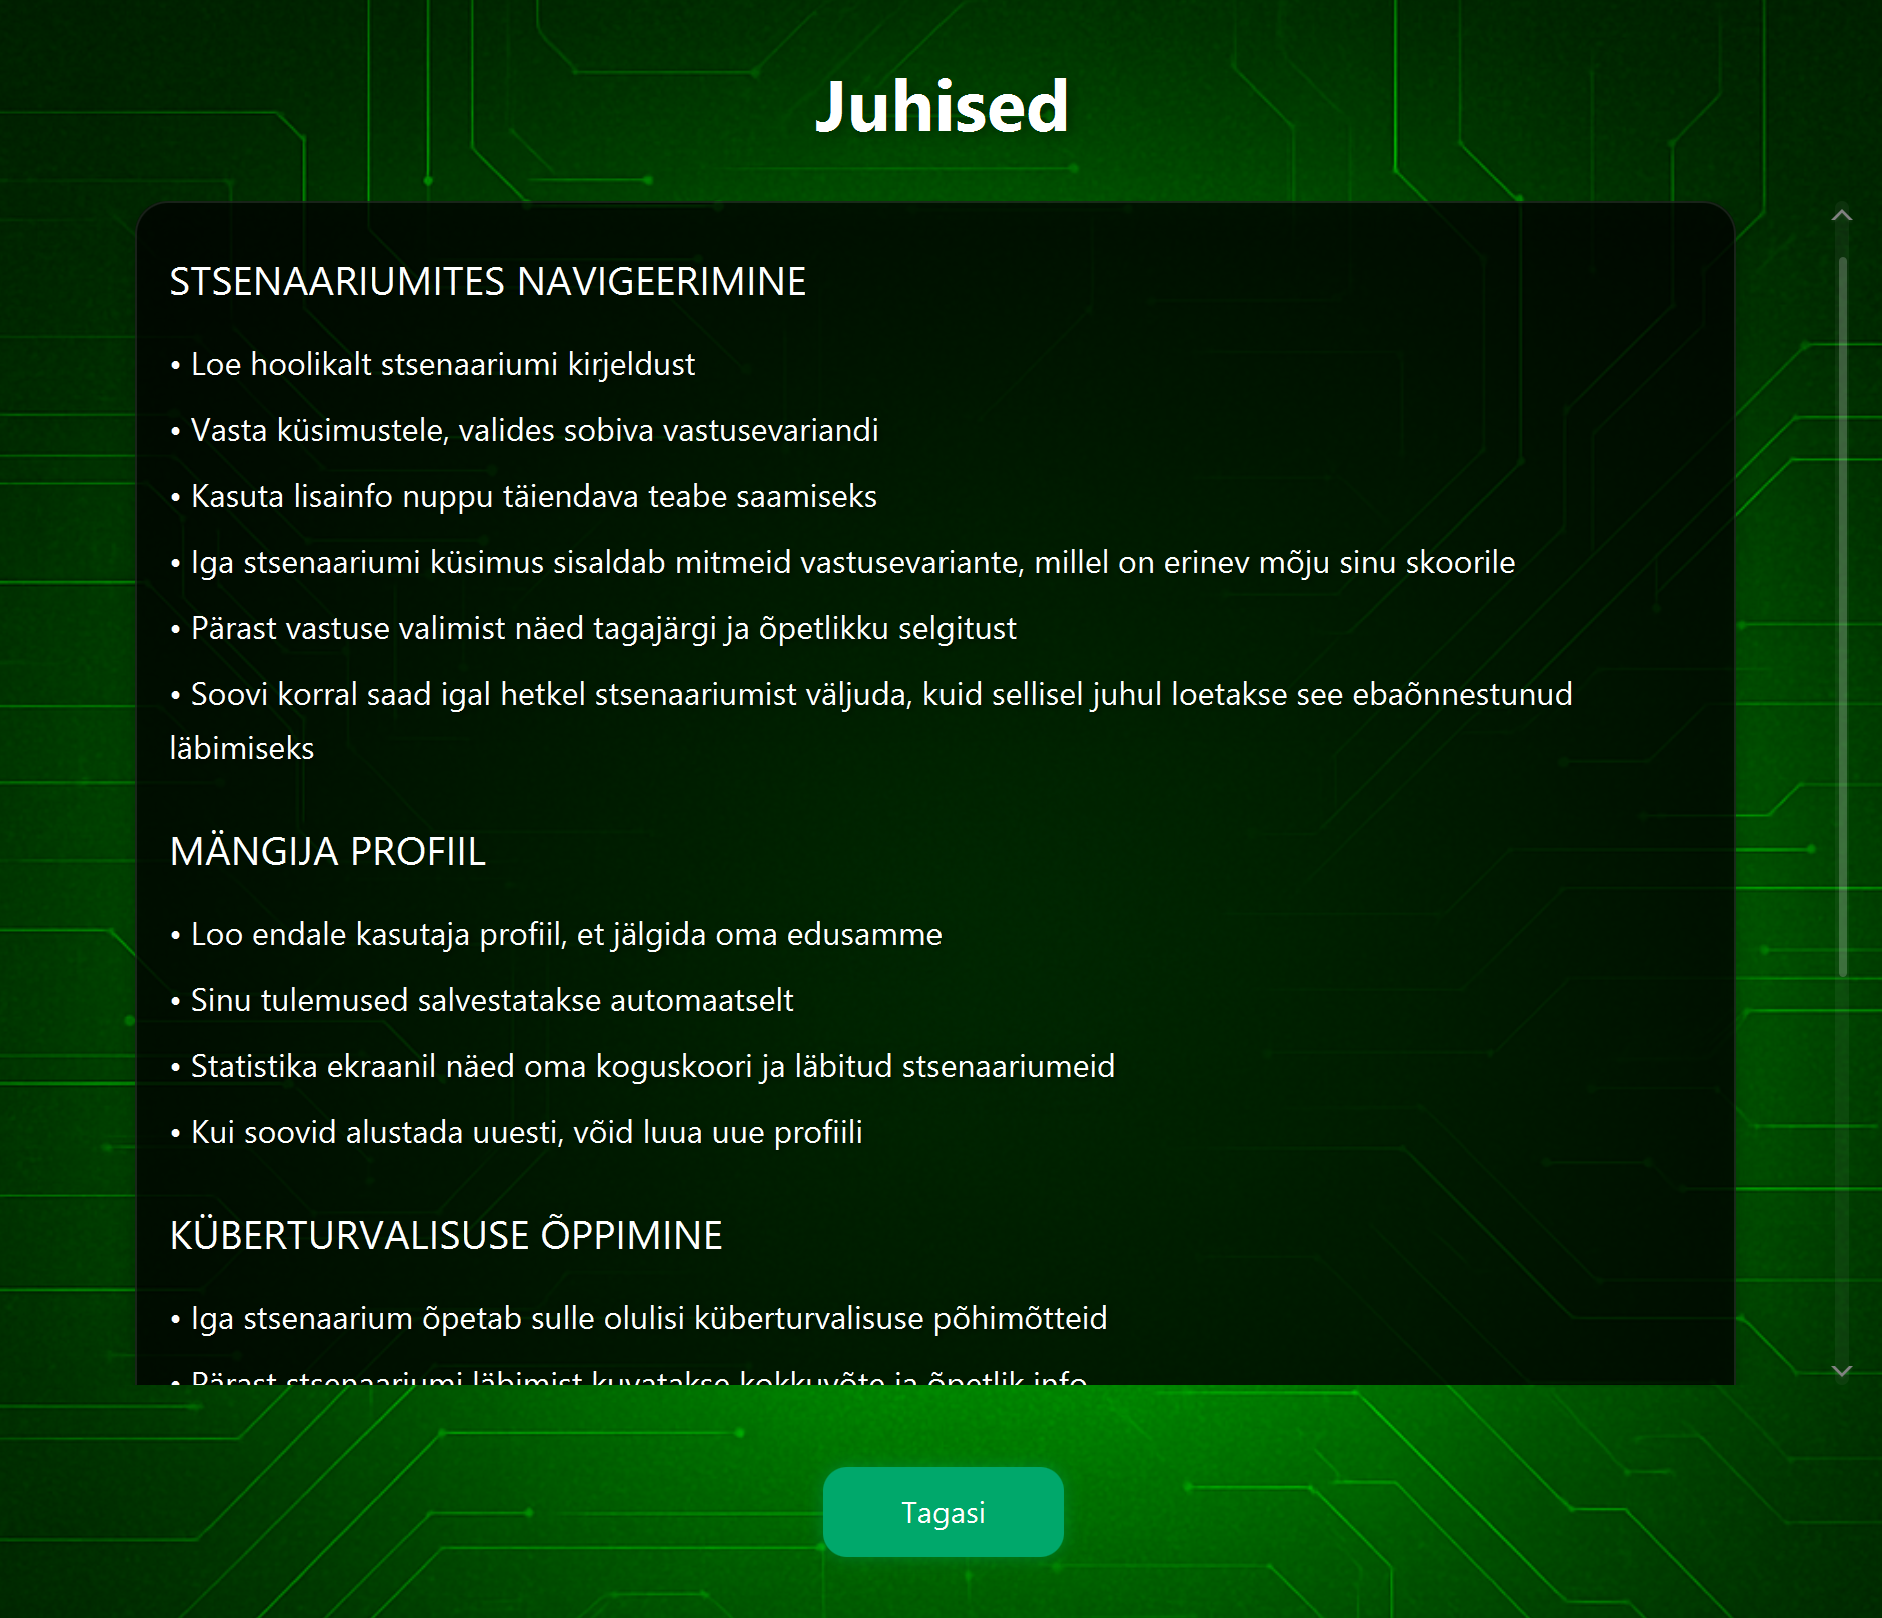 Juhised
STSENAARIUMITES NAVIGEERIMINE
• Loe hoolikalt stsenaariumi kirjeldust
• Vasta küsimustele, valides sobiva vastusevariandi
• Kasuta lisainfo nuppu täiendava teabe saamiseks
• Iga stsenaariumi küsimus sisaldab mitmeid vastusevariante, millel on erinev mõju sinu skoorile
• Pärast vastuse valimist näed tagajärgi ja õpetlikku selgitust
• Soovi korral saad igal hetkel stsenaariumist väljuda, kuid sellisel juhul loetakse see ebaõnnestunud
läbimiseks
MÄNGIJA PROFIIL
• Loo endale kasutaja profiil, et jälgida oma edusamme
• Sinu tulemused salvestatakse automaatselt
• Statistika ekraanil näed oma koguskoori ja läbitud stsenaariumeid
• Kui soovid alustada uuesti, võid luua uue profiili
KÜBERTURVALISUSE ÕPPIMINE
• Iga stsenaarium õpetab sulle olulisi küberturvalisuse põhimõtteid
• Pärast stsenaariumi läbimist kuvatakse kokkuvõte ja õpetlik info
Tagasi